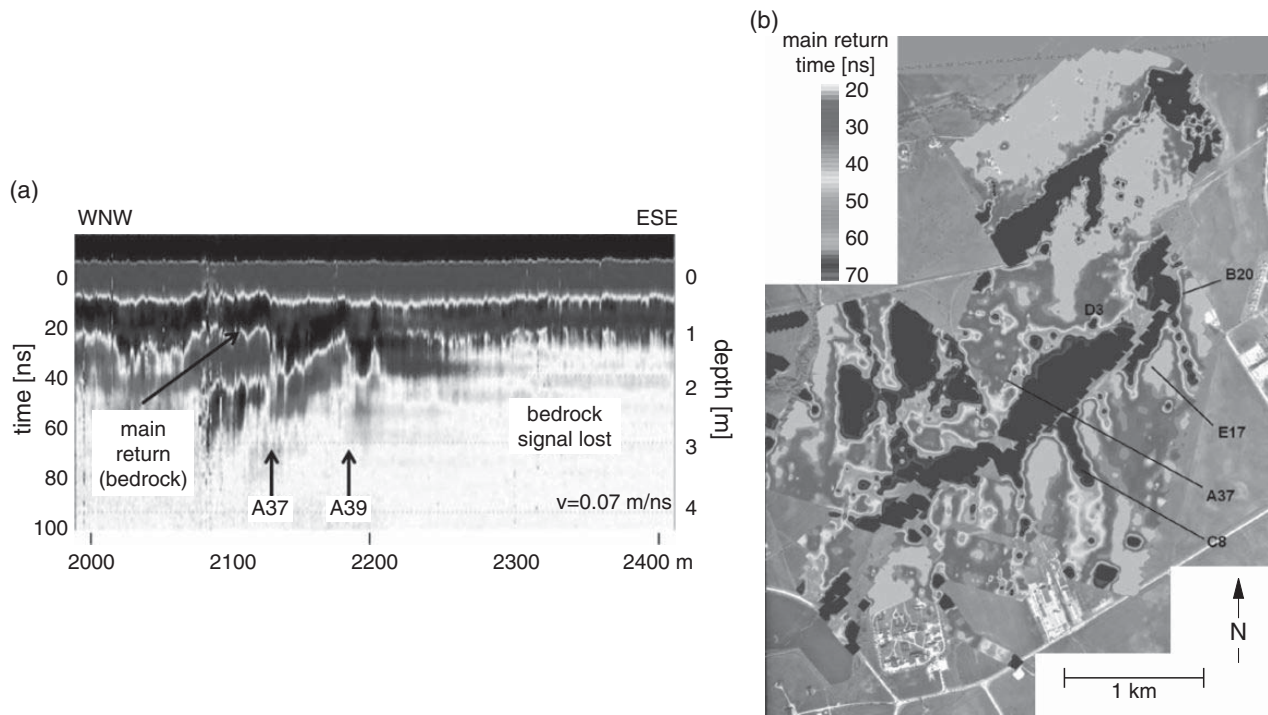 (a)
WNW
ESE
0
20
40
60
80
100
time [ns]
0
1
2
3
4
depth [m]
main
return
(bedrock)
bedrock
signal lost
A37
A39
v=0.07 m/ns
2000
2100
2200
2300
2400 m
(b)
main return
time [ns]
20
30
40
50
60
70
B20
D3
E17
A37
C8
N
1 km